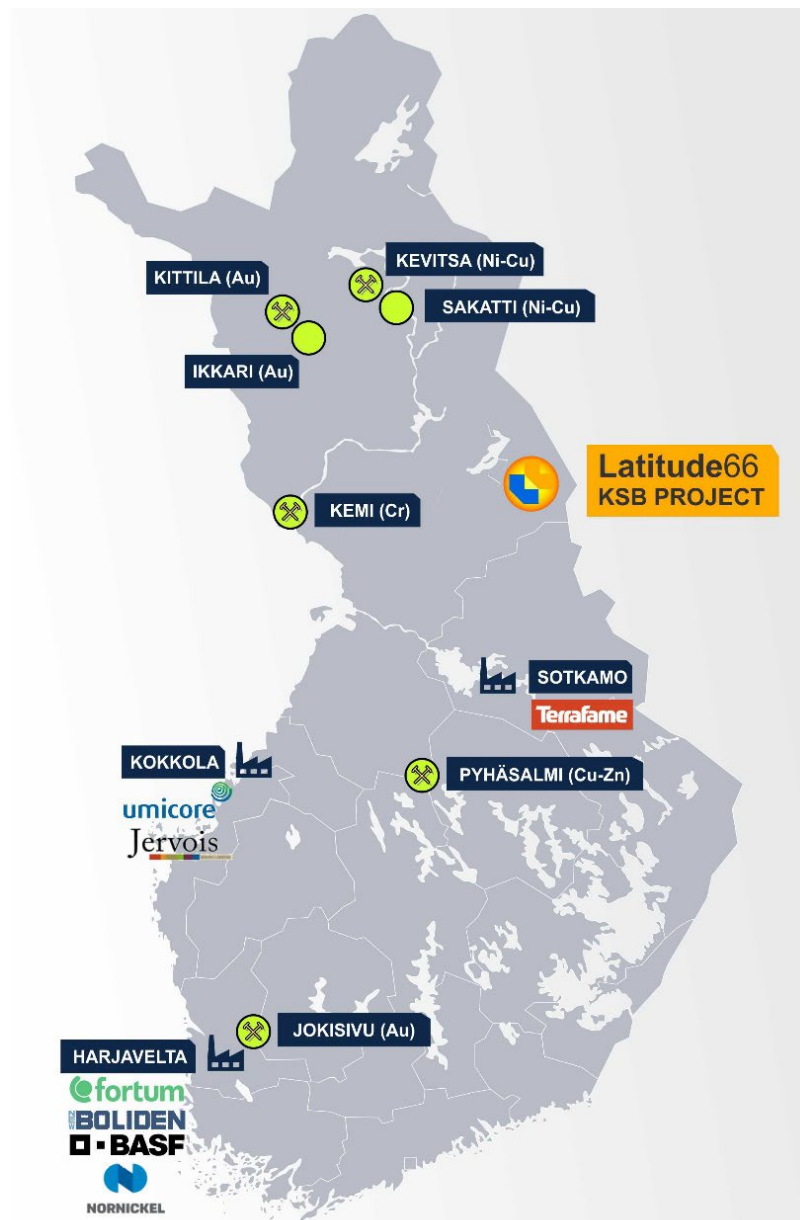 KEVITSA (Ni-Cu)
KITTILA (Au)
SAKATTI (Ni-Cu)
IKKARI (Au)
Latitude66
KSB PROJECT
KEMI (Cr)
SOTKAMO
Terrafame
KOKKOLA
PYHÄSALMI (Cu-Zn)
umicore
Jervois
JOKISIVU (Au)
HARJAVELTA
fortum
BOLIDEN
BASF
NORNICKEL